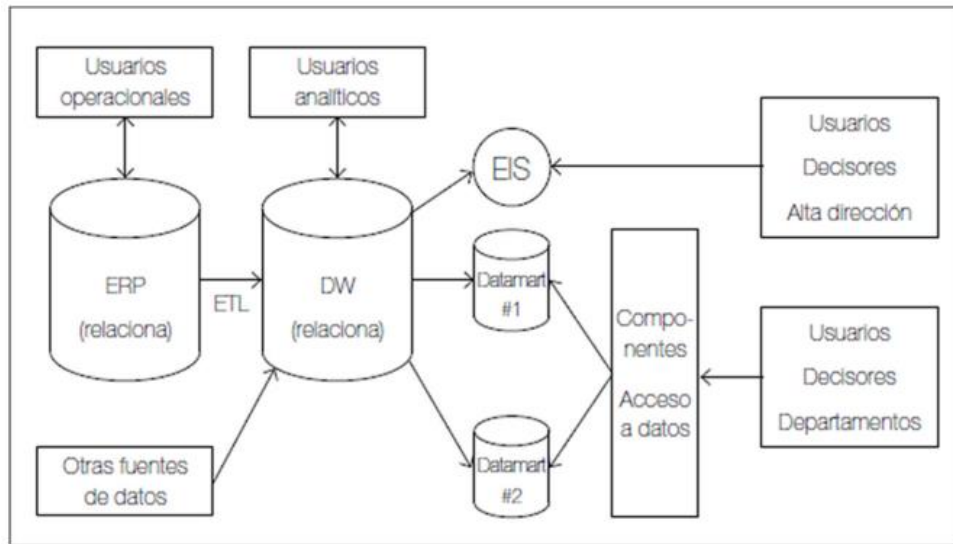 Usuarios
operacionales
Usuarios
analíticos
EIS
Usuarios
Decisores
Alta dirección
ERP
(relaciona)
ETL
DW
(relaciona)
Datamart
#1
Compo-
nentes
Acceso
a datos
Usuarios
Decisores
Departamentos
Otras fuentes
de datos
Datamart
#2